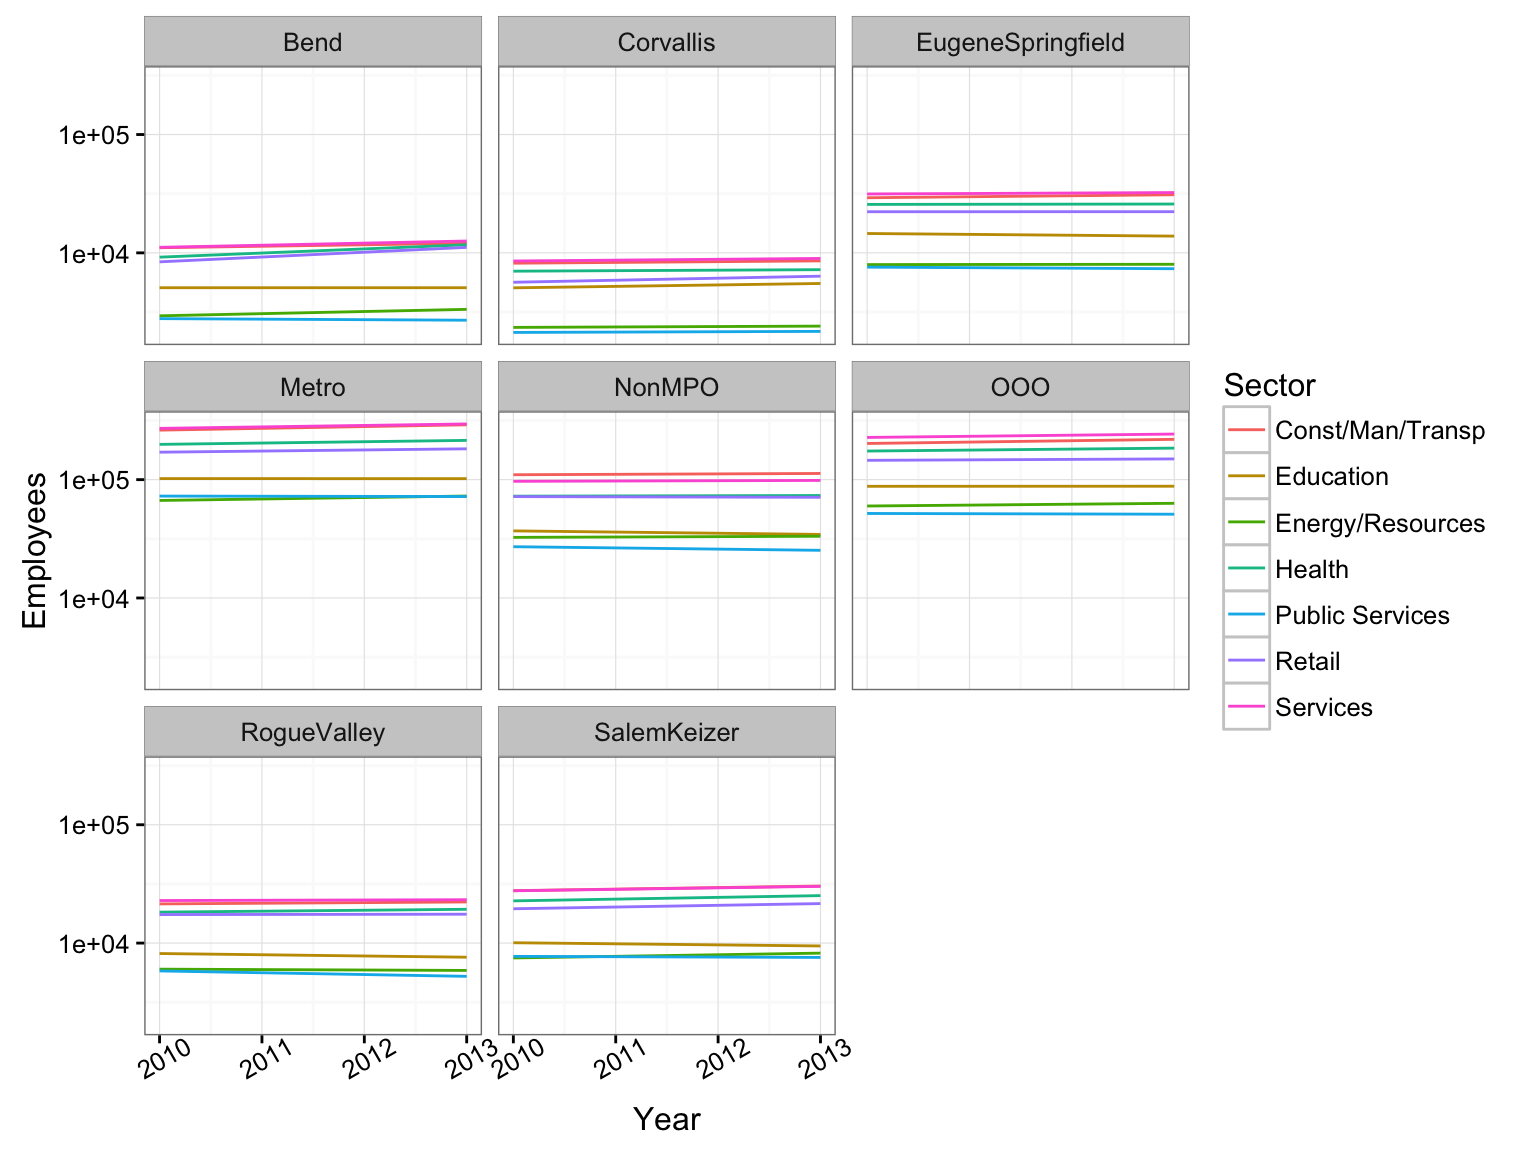 Bend
Corvallis
EugeneSpringfield
1e+05
1e+04
Metro
NonMPO
OOO
1e+05
1e+04
RogueValley
SalemKeizer
1e+05
1e+04
2010 2011 2012 2013
2010 2011 2012 2013
Year
Employees
Sector
Const/Man/Transp
Education
Energy/Resources
Health
Public Services
Retail
Services